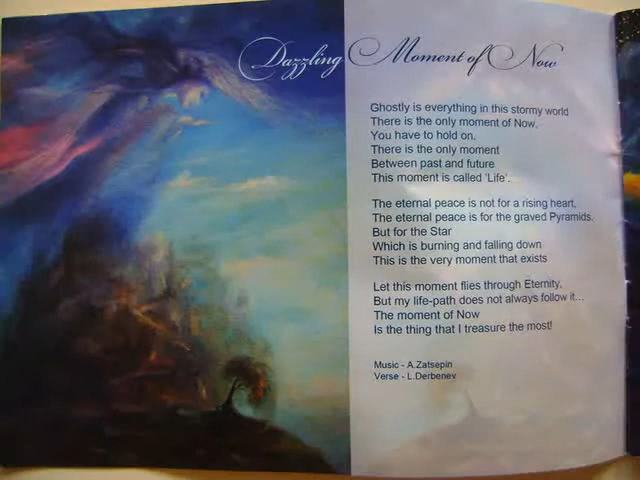 Dazzling Moment of Now
Ghostly is everything in this stormy world
There is the only moment of Now.
You have to hold on.
There is the only moment
Between past and future
This moment is called 'Life'.
The eternal peace is not for a rising heart,
The eternal peace is for the graved Pyramids.
But for the Star
Which is burning and falling down
This is the very moment that exists
Let this moment flies through Eternity,
But my life-path does not always follow it...
The moment of Now
Is the thing that I treasure the most!
Music - A.Zatsepin
Verse - L.Derbenev